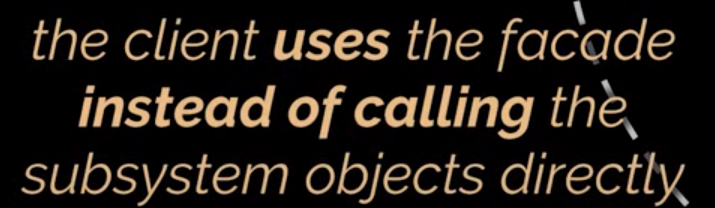 the client uses the facade
instead of calling the
subsystem objects directly